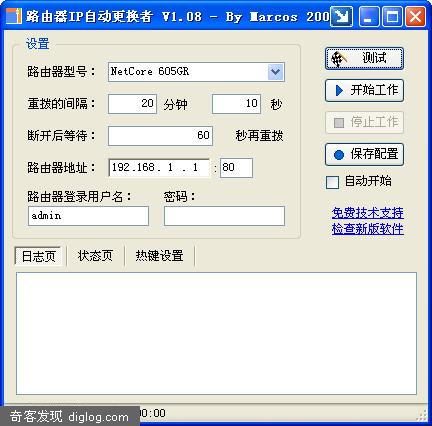 路由器IP自动更换者 V1.08 - By Marcos 200
设置
路由器型号： NetCore 605GR
重拨的间隔： 20 分钟 10 秒
断开后等待： 60 秒再重拨
路由器地址： 192.168. 1 . 1 : 80
路由器登录用户名： 密码：
admin
测试
开始工作
停止工作
保存配置
自动开始
免费技术支持
检查新版软件
日志页 状态页 热键设置
奇客发现 diglog.com
00:00